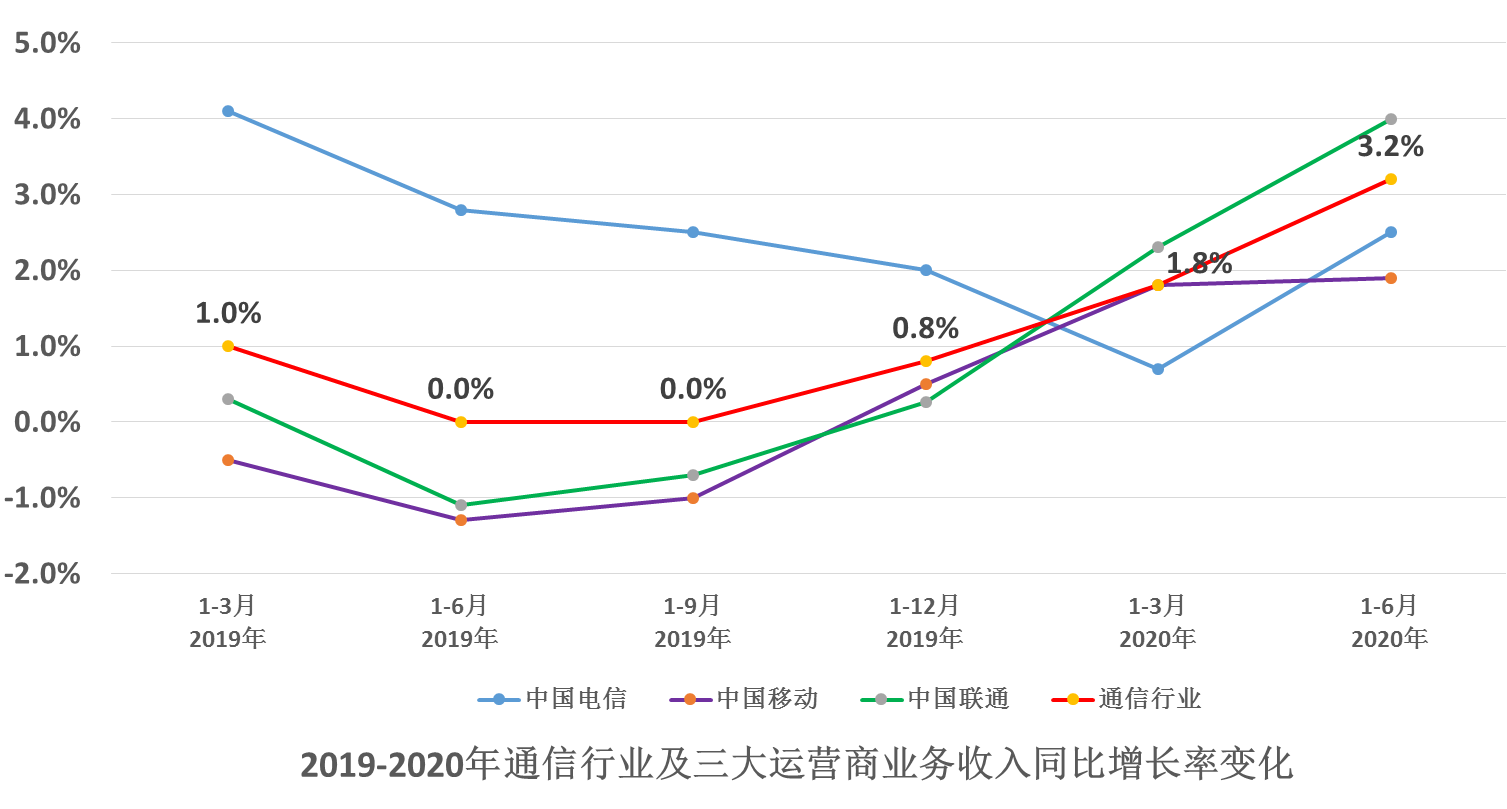 5.0%
4.0%
3.0%
2.0%
1.0%
0.0%
-1.0%
-2.0%
1.0%
0.0%
0.0%
0.8%
1.8%
3.2%
1-3月
2019年
1-6月
2019年
1-9月
2019年
1-12月
2019年
1-3月
2020年
1-6月
2020年
中国电信
中国移动
中国联通
通信行业
2019-2020年通信行业及三大运营商业务收入同比增长率变化